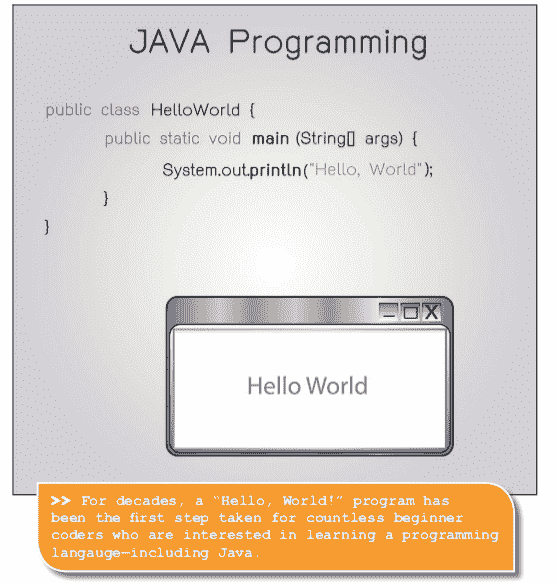 JAVA Programming
public class HelloWorld {
public static void main (String[] args) {
System.out.println("Hello, World");
}
}
Hello World
>> For decades, a “Hello, World!” program has
been the first step taken for countless beginner
coders who are interested in learning a programming
langauge—including Java.